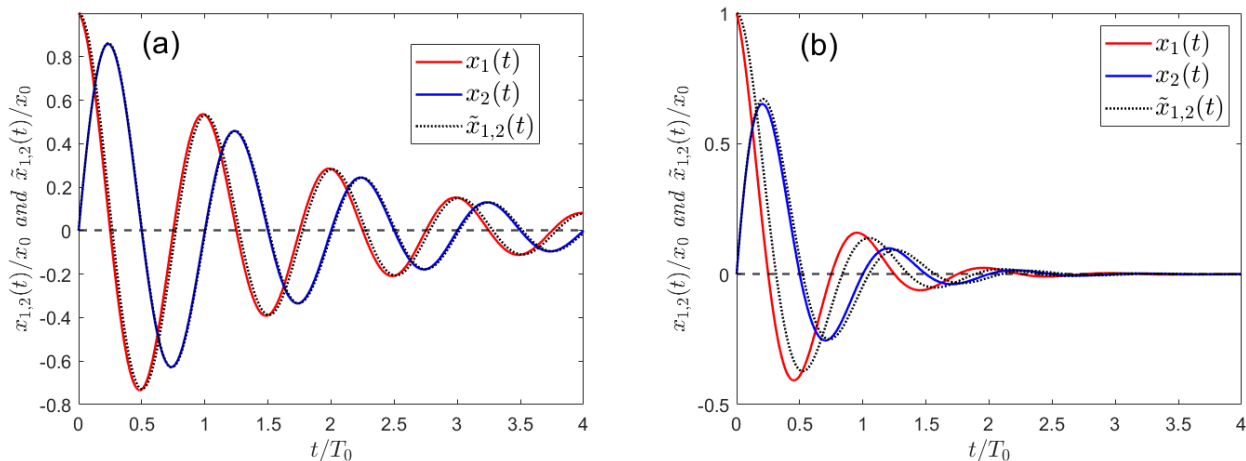 (a)
x₁(t)
x₂(t)
x̃₁,₂(t)
x₁,₂(t)/x₀ and x̃₁,₂(t)/x₀
0.8
0.6
0.4
0.2
0
-0.2
-0.4
-0.6
-0.8
0 0.5 1 1.5 2 2.5 3 3.5 4
t/T₀
(b)
x₁(t)
x₂(t)
x̃₁,₂(t)
x₁,₂(t)/x₀ and x̃₁,₂(t)/x₀
1
0.5
0
-0.5
0 0.5 1 1.5 2 2.5 3 3.5 4
t/T₀